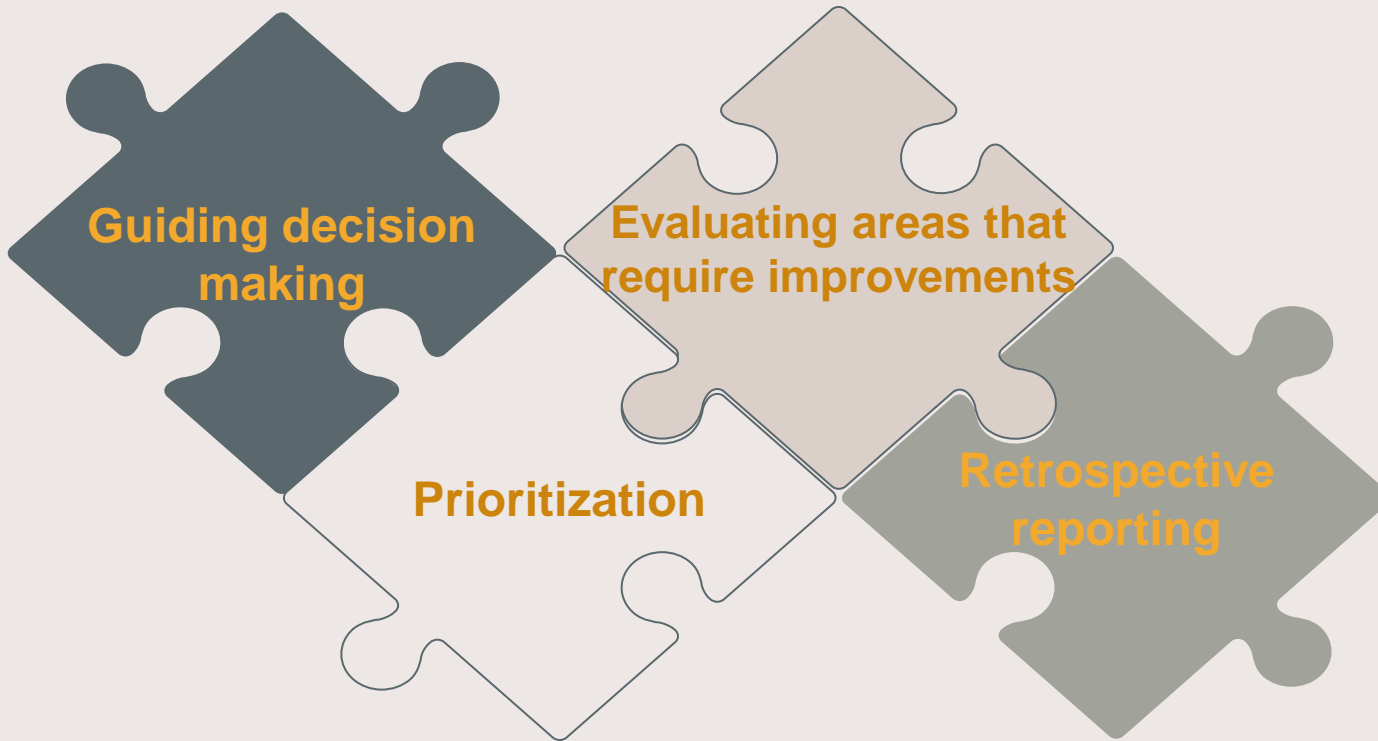 Guiding decision
making
Evaluating areas that
require improvements
Prioritization
Retrospective
reporting